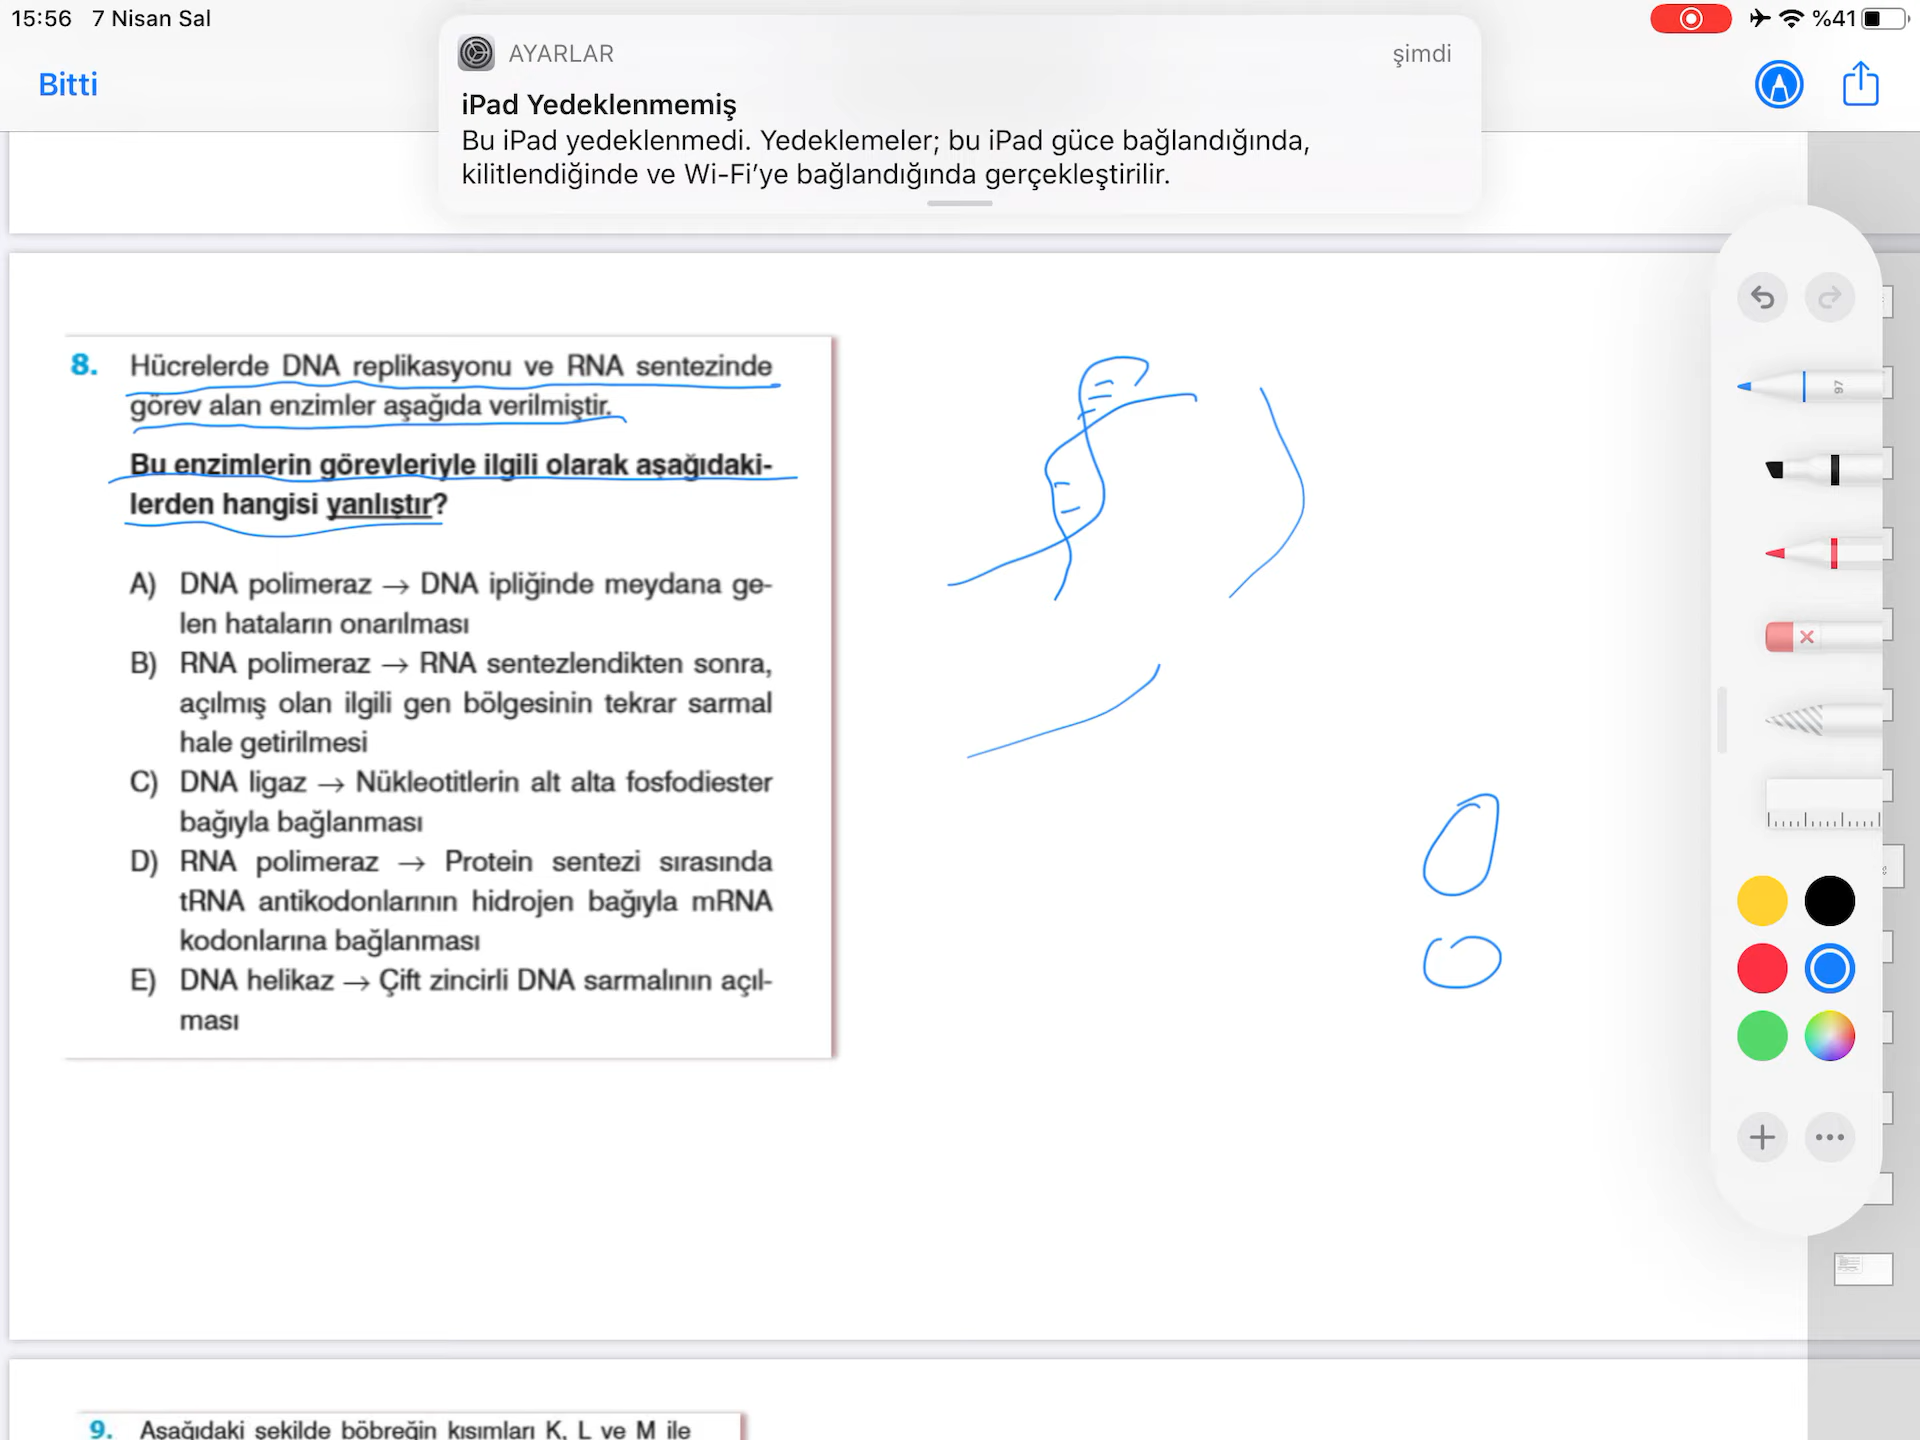 15:56 7 Nisan Sal
%41
Bitti
AYARLAR
şimdi
iPad Yedeklenmemiş
Bu iPad yedeklenmedi. Yedeklemeler; bu iPad güce bağlandığında,
kilitlendiğinde ve Wi-Fi'ye bağlandığında gerçekleştirilir.
8. Hücrelerde DNA replikasyonu ve RNA sentezinde
görev alan enzimler aşağıda verilmiştir.
Bu enzimlerin görevleriyle ilgili olarak aşağıdaki-
lerden hangisi yanlıştır?
A) DNA polimeraz → DNA ipliğinde meydana ge-
len hataların onarılması
B) RNA polimeraz → RNA sentezlendikten sonra,
açılmış olan ilgili gen bölgesinin tekrar sarmal
hale getirilmesi
C) DNA ligaz → Nükleotitlerin alt alta fosfodiester
bağıyla bağlanması
D) RNA polimeraz → Protein sentezi sırasında
tRNA antikodonlarının hidrojen bağıyla mRNA
kodonlarına bağlanması
E) DNA helikaz → Çift zincirli DNA sarmalının açıl-
ması
97
9. Aşağıdaki şekilde böbreğin kısımları K, L ve M ile